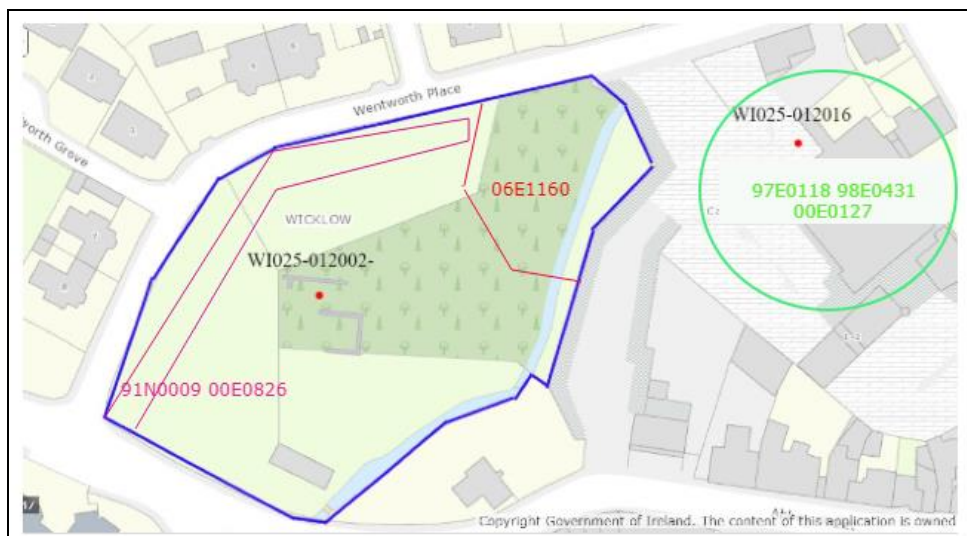 Wentworth Place
WI025-012016
worth Grove
06E1160
97E0118 98E0431
00E0127
WICKLOW
WI025-012002-
91N0009 00E0826
Copyright Government of Ireland. The content of this application is owned